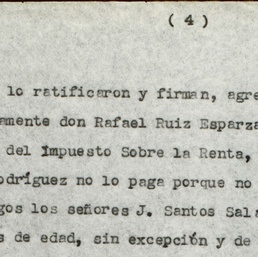 ( 4 )
lo ratificaron y firman, agre
amente don Rafael Ruiz Esparza
del Impuesto Sobre la Renta,
odríguez no lo paga porque no
gos los señores J. Santos Sala
s de edad, sin excepción y de